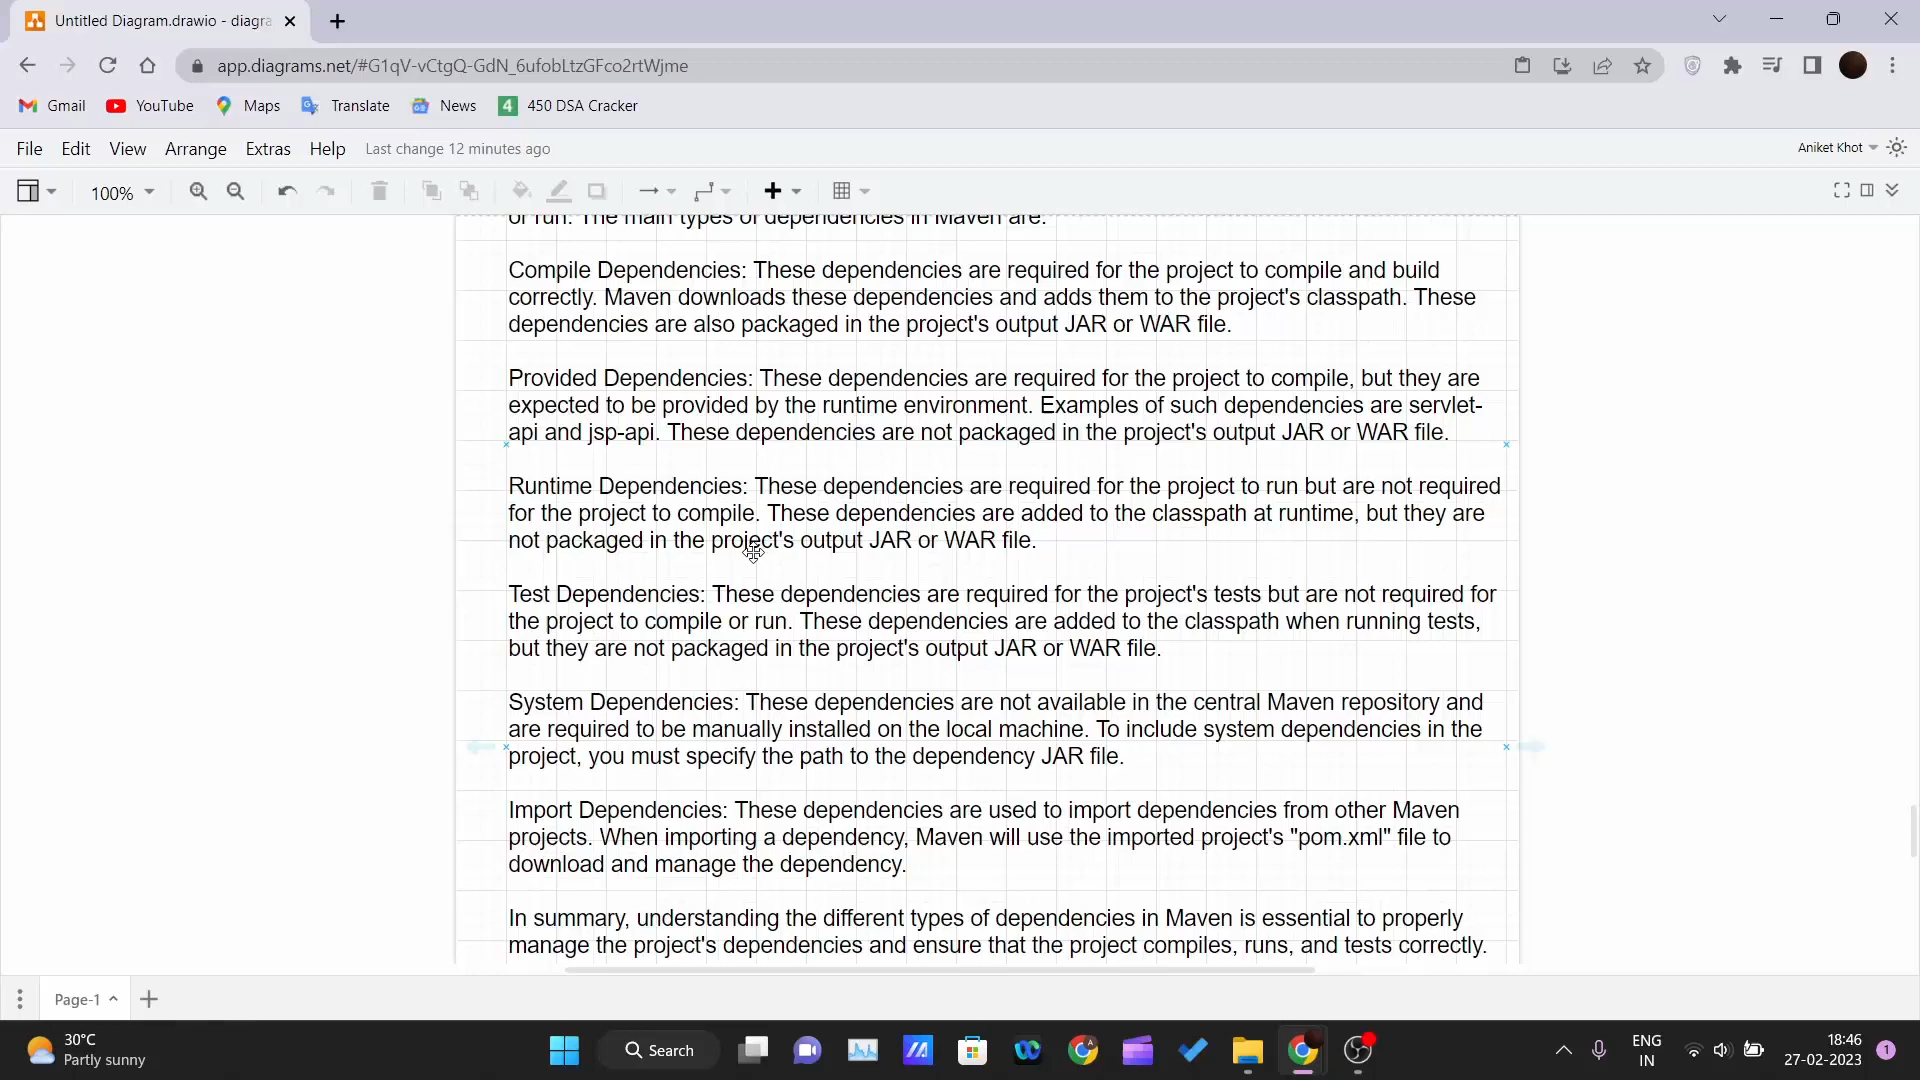 Untitled Diagram.drawio - diagra
app.diagrams.net/#G1qV-vCtgQ-GdN_6ufobLtzGFco2rtWjme
Gmail YouTube Maps Translate News 4 450 DSA Cracker
File Edit View Arrange Extras Help Last change 12 minutes ago Aniket Khot
100%
or run. The main types of dependencies in Maven are:
Compile Dependencies: These dependencies are required for the project to compile and build
correctly. Maven downloads these dependencies and adds them to the project's classpath. These
dependencies are also packaged in the project's output JAR or WAR file.
Provided Dependencies: These dependencies are required for the project to compile, but they are
expected to be provided by the runtime environment. Examples of such dependencies are servlet-
api and jsp-api. These dependencies are not packaged in the project's output JAR or WAR file.
Runtime Dependencies: These dependencies are required for the project to run but are not required
for the project to compile. These dependencies are added to the classpath at runtime, but they are
not packaged in the project's output JAR or WAR file.
Test Dependencies: These dependencies are required for the project's tests but are not required for
the project to compile or run. These dependencies are added to the classpath when running tests,
but they are not packaged in the project's output JAR or WAR file.
System Dependencies: These dependencies are not available in the central Maven repository and
are required to be manually installed on the local machine. To include system dependencies in the
project, you must specify the path to the dependency JAR file.
Import Dependencies: These dependencies are used to import dependencies from other Maven
projects. When importing a dependency, Maven will use the imported project's "pom.xml" file to
download and manage the dependency.
In summary, understanding the different types of dependencies in Maven is essential to properly
manage the project's dependencies and ensure that the project compiles, runs, and tests correctly.
Page-1
30°C
Partly sunny
Search
ENG
IN
18:46
27-02-2023
1